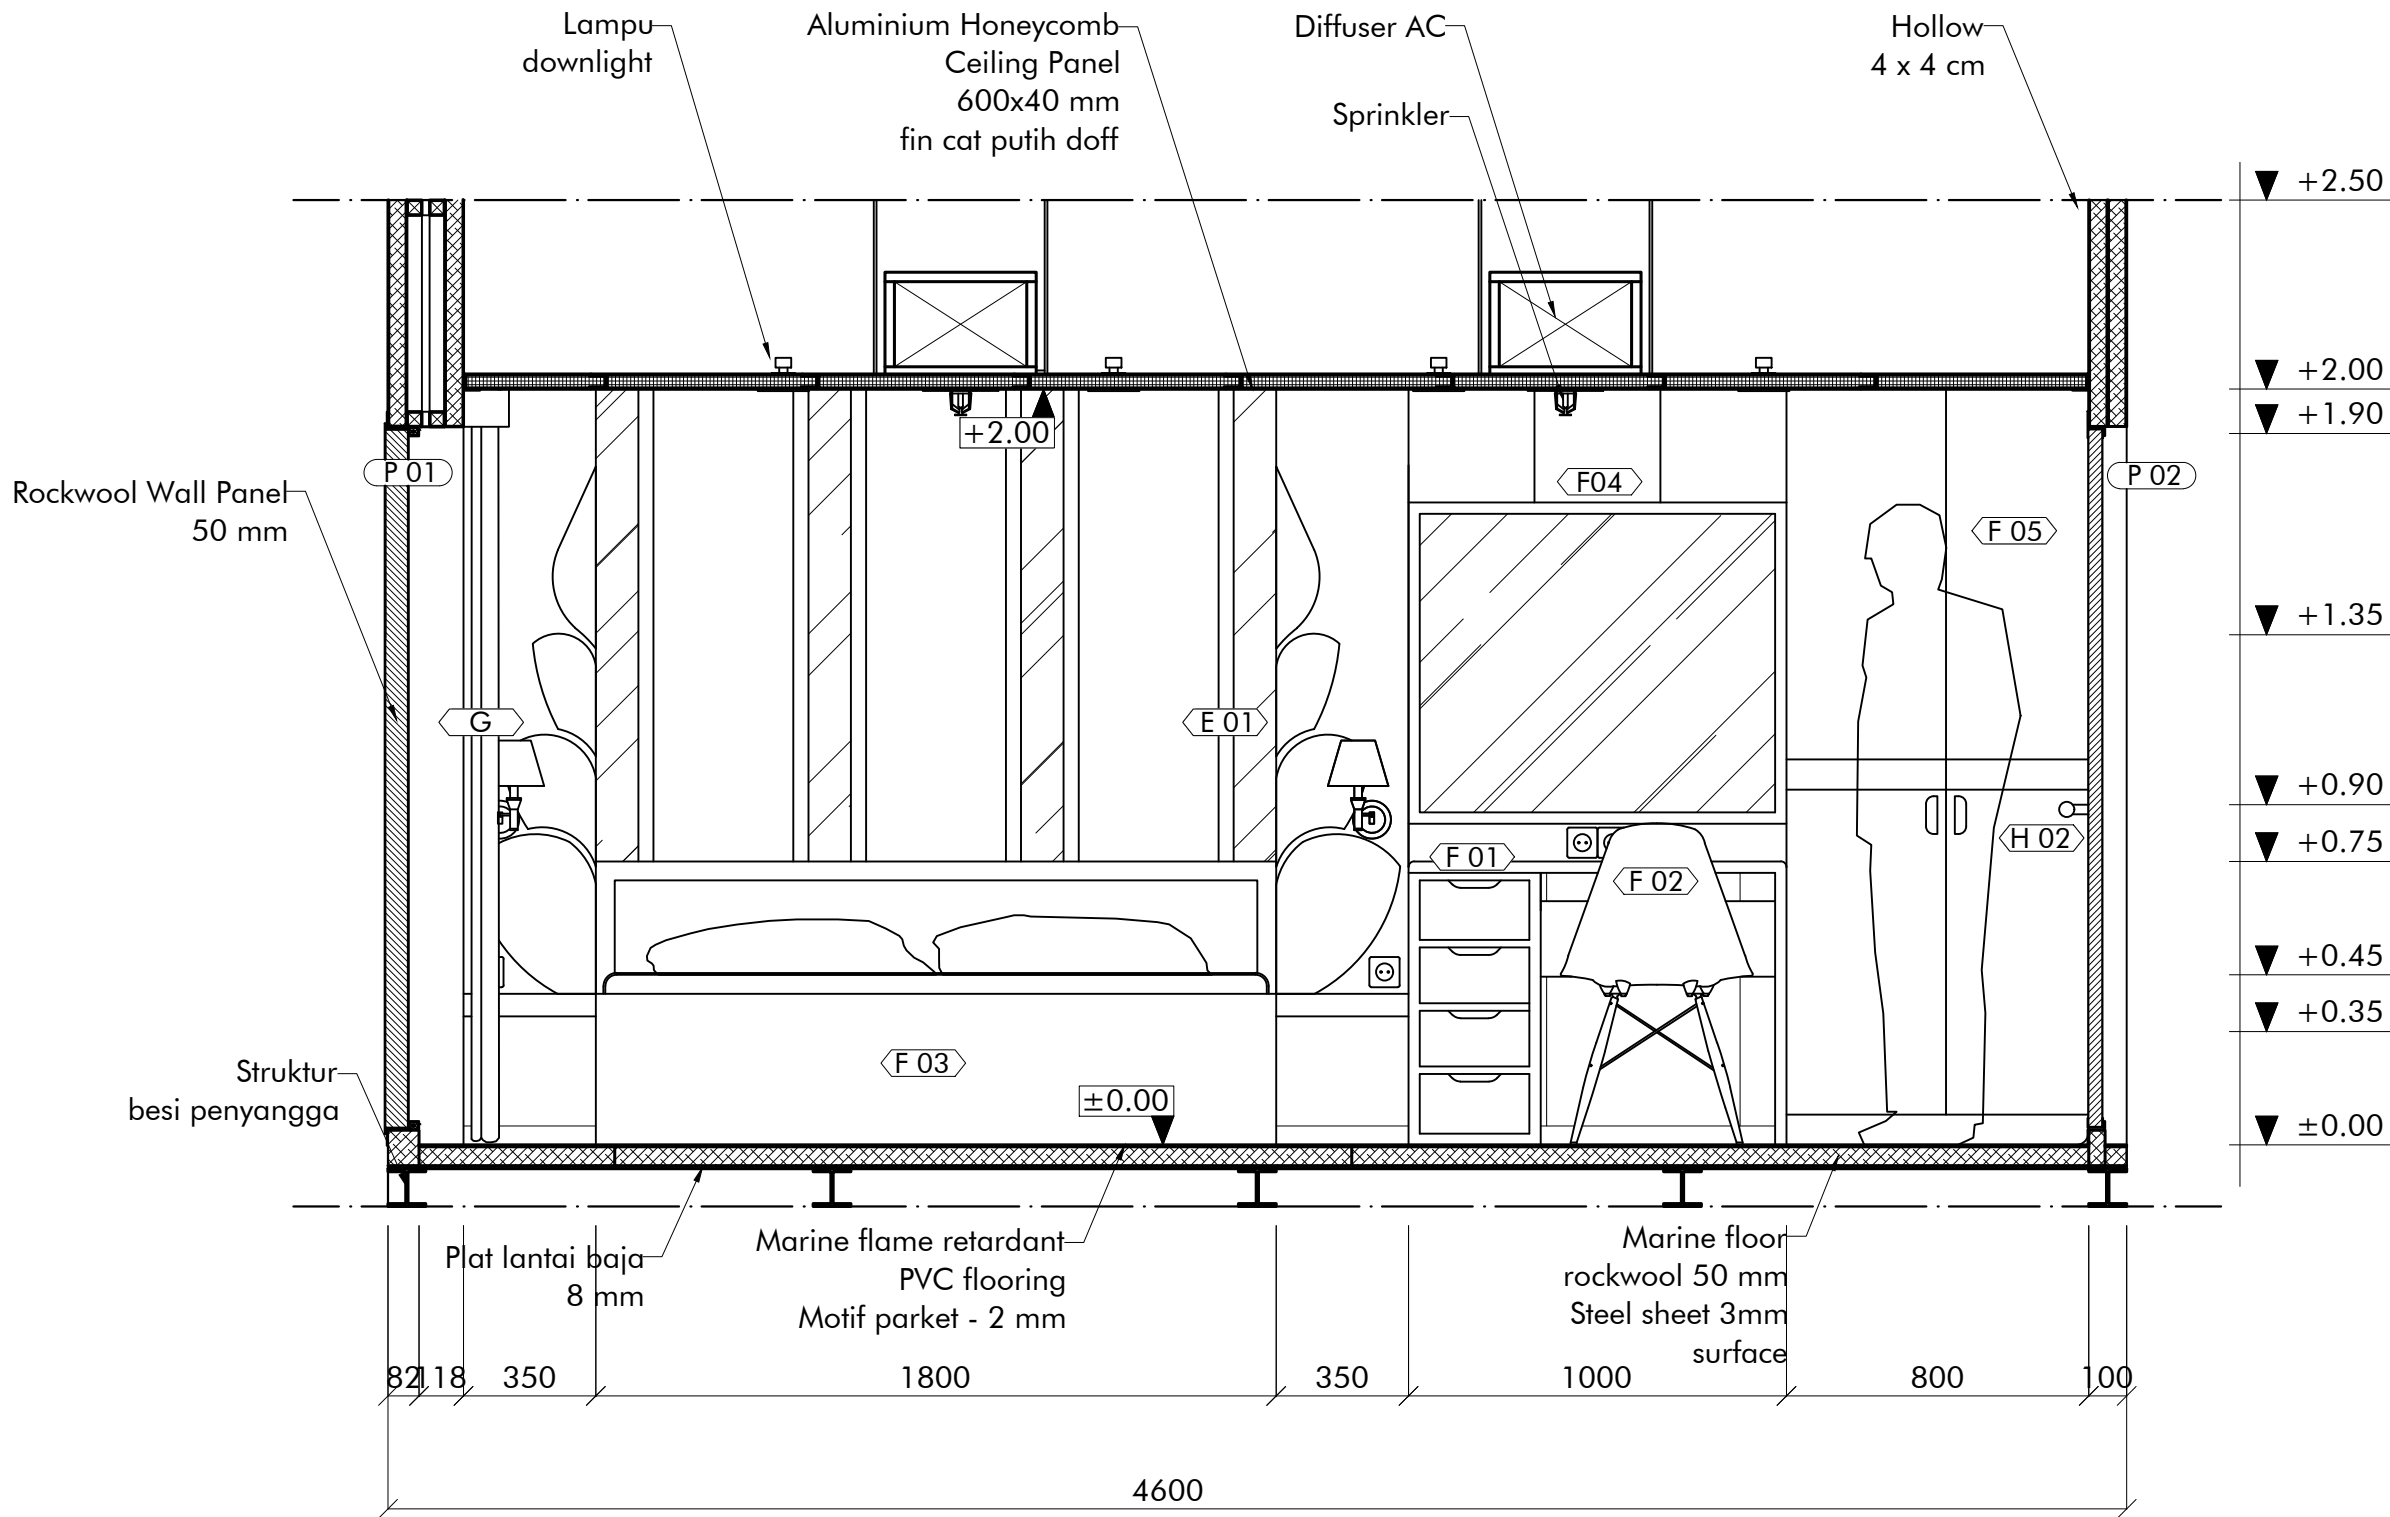 Lampu
downlight
Aluminium Honeycomb
Ceiling Panel
600x40 mm
fin cat putih doff
Diffuser AC
Sprinkler
Hollow
4 x 4 cm
+2.50
+2.00
+1.90
+1.35
+0.90
+0.75
+0.45
+0.35
±0.00
+2.00
P 01
P 02
Rockwool Wall Panel
50 mm
F04
F 05
G
E 01
H 02
F 01
F 02
F 03
±0.00
Struktur
besi penyangga
Plat lantai baja
8 mm
Marine flame retardant
PVC flooring
Motif parket - 2 mm
Marine floor
rockwool 50 mm
Steel sheet 3mm
surface
82
118
350
1800
350
1000
800
100
4600